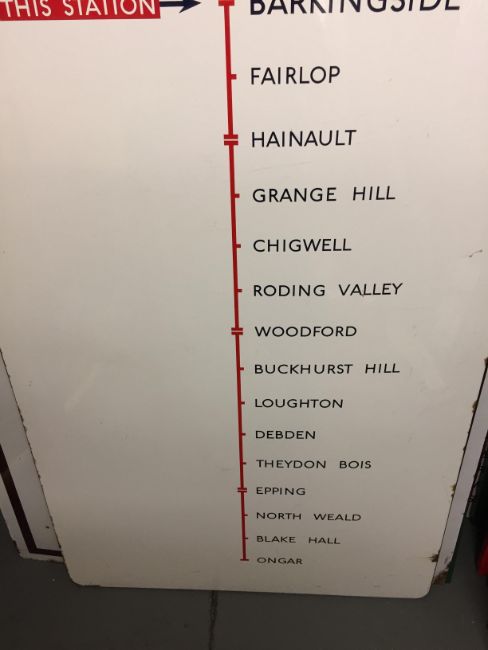 THIS STATION
BARKINGSIDE
FAIRLOP
HAINAULT
GRANGE HILL
CHIGWELL
RODING VALLEY
WOODFORD
BUCKHURST HILL
LOUGHTON
DEBDEN
THEYDON BOIS
EPPING
NORTH WEALD
BLAKE HALL
ONGAR